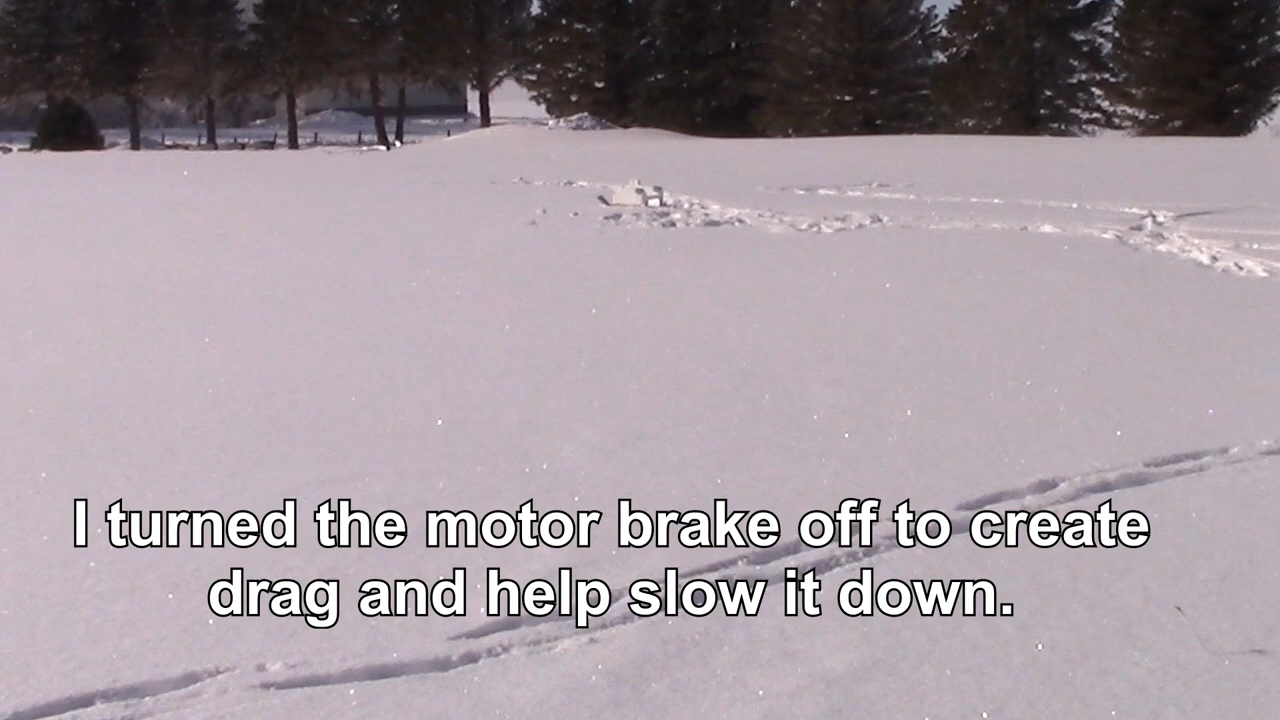 I turned the motor brake off to create
drag and help slow it down.